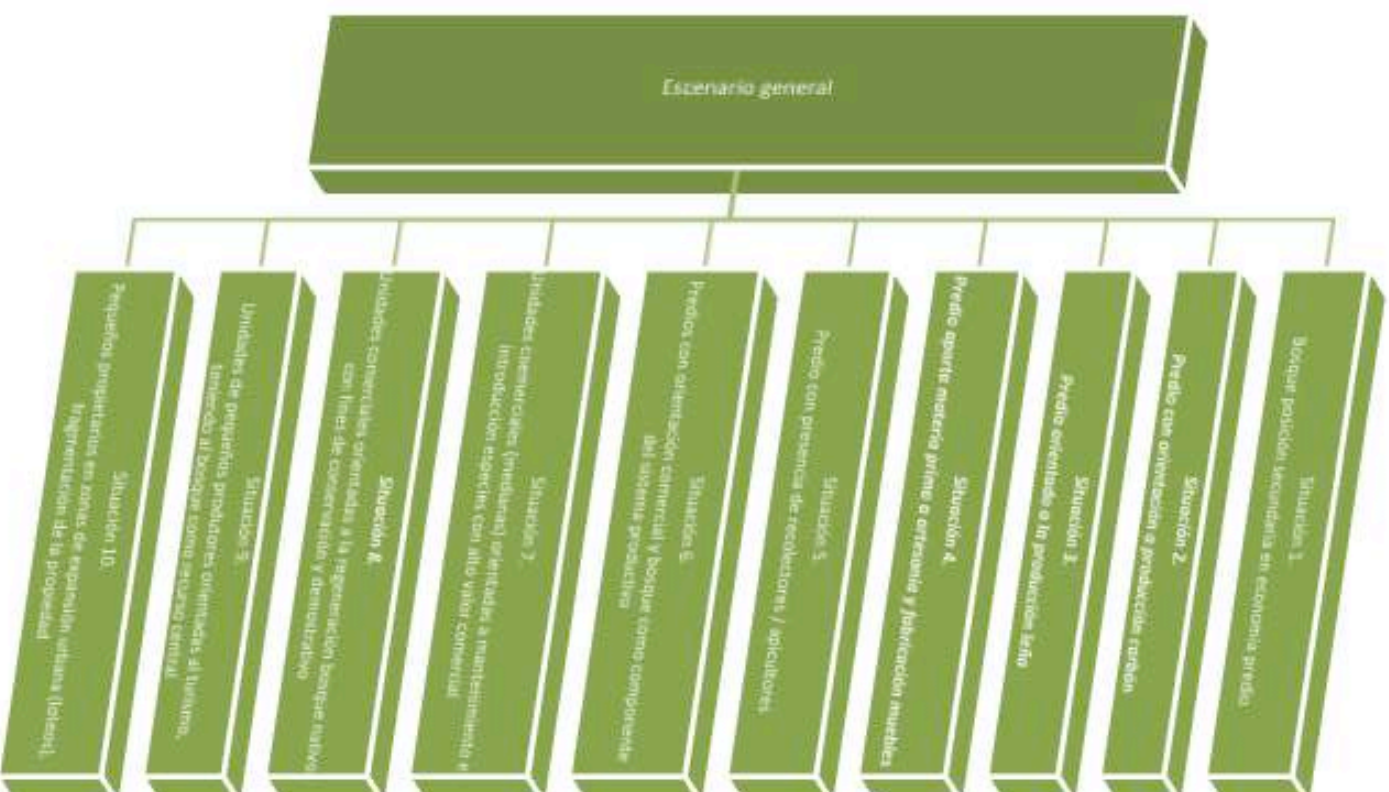 Escenario general
Situación 10.
Pequeños propietarios en zonas de expansión urbana (loteos),
fragmentación de la propiedad
Situación 9.
Unidades de pequeños productores orientadas al turismo,
teniendo al bosque como recurso central
Situación 8.
Unidades comerciales orientadas a la regeneración bosque nativo
con fines de conservación y demostrativo
Situación 7.
Unidades comerciales (medianas) orientadas a mantenimiento e
introducción especies con alto valor comersial
Situación 6.
Predios con orientación comercial y bosque como componente
del sistema productivo
Situación 5.
Predio con presencia de recolectores / apicultores
Situación 4.
Predio aporta materia prima a artesanía y fabricación muebles
Situación 3.
Predio orientado a la producción leña
Situación 2.
Predio con orientación a producción carbón
Situación 1.
Bosque posición secundaria en economía predio